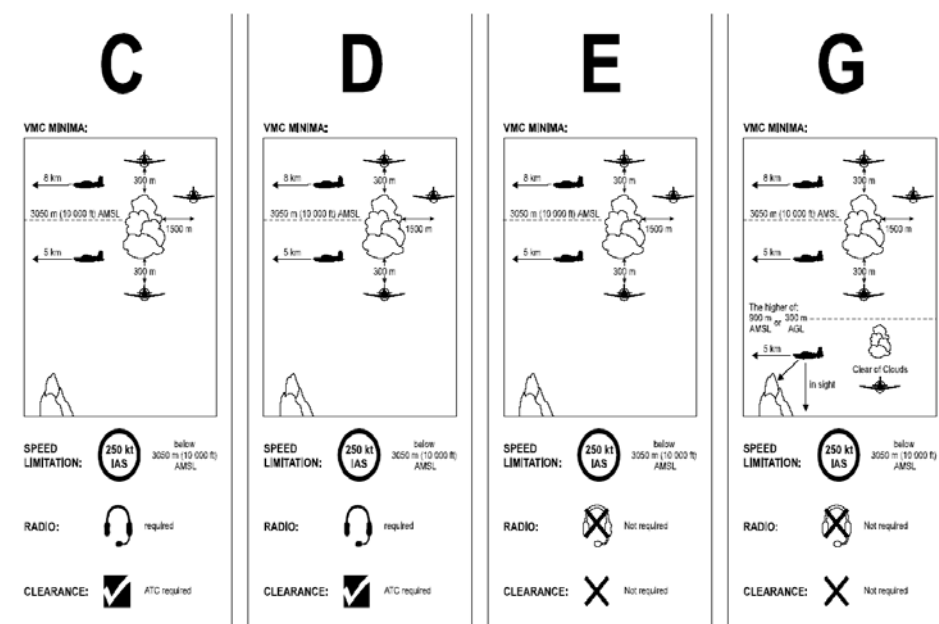 C
VMC MINIMA:
8 km
300 m
3050 m (10 000 ft) AMSL
1500 m
5 km
300 m
SPEED
LIMITATION:
250 kt
IAS
below
3050 m (10 000 ft)
AMSL
RADIO:
required
CLEARANCE:
ATC required
D
VMC MINIMA:
8 km
300 m
3050 m (10 000 ft) AMSL
1500 m
5 km
300 m
SPEED
LIMITATION:
250 kt
IAS
below
3050 m (10 000 ft)
AMSL
RADIO:
required
CLEARANCE:
ATC required
E
VMC MINIMA:
8 km
300 m
3050 m (10 000 ft) AMSL
1500 m
5 km
300 m
SPEED
LIMITATION:
250 kt
IAS
below
3050 m (10 000 ft)
AMSL
RADIO:
Not required
CLEARANCE:
Not required
G
VMC MINIMA:
8 km
300 m
3050 m (10 000 ft) AMSL
1500 m
5 km
300 m
The higher of:
900 m or 300 m
AMSL AGL
5 km
Clear of Clouds
in sight
SPEED
LIMITATION:
250 kt
IAS
below
3050 m (10 000 ft)
AMSL
RADIO:
Not required
CLEARANCE:
Not required